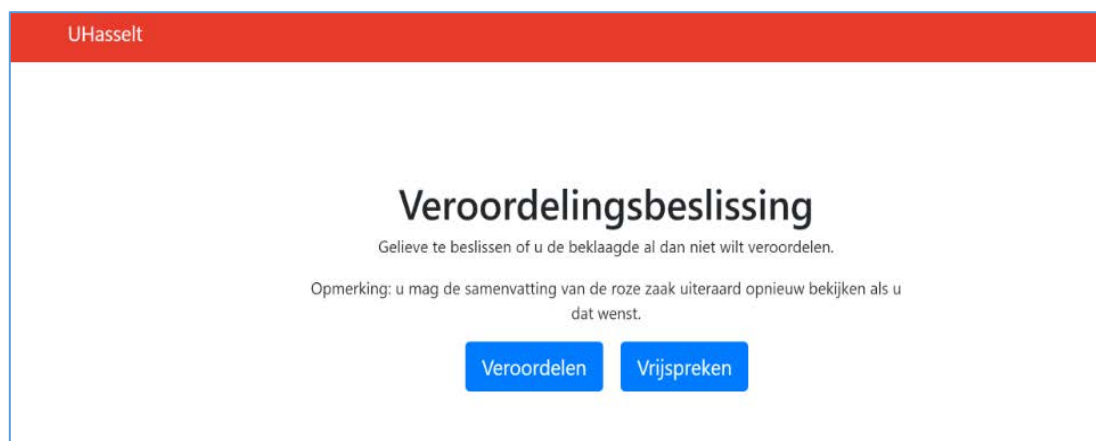 UHasselt
Veroordelingsbeslissing
Gelieve te beslissen of u de beklaagde al dan niet wilt veroordelen.
Opmerking: u mag de samenvatting van de roze zaak uiteraard opnieuw bekijken als u
dat wenst.
Veroordelen Vrijspreken